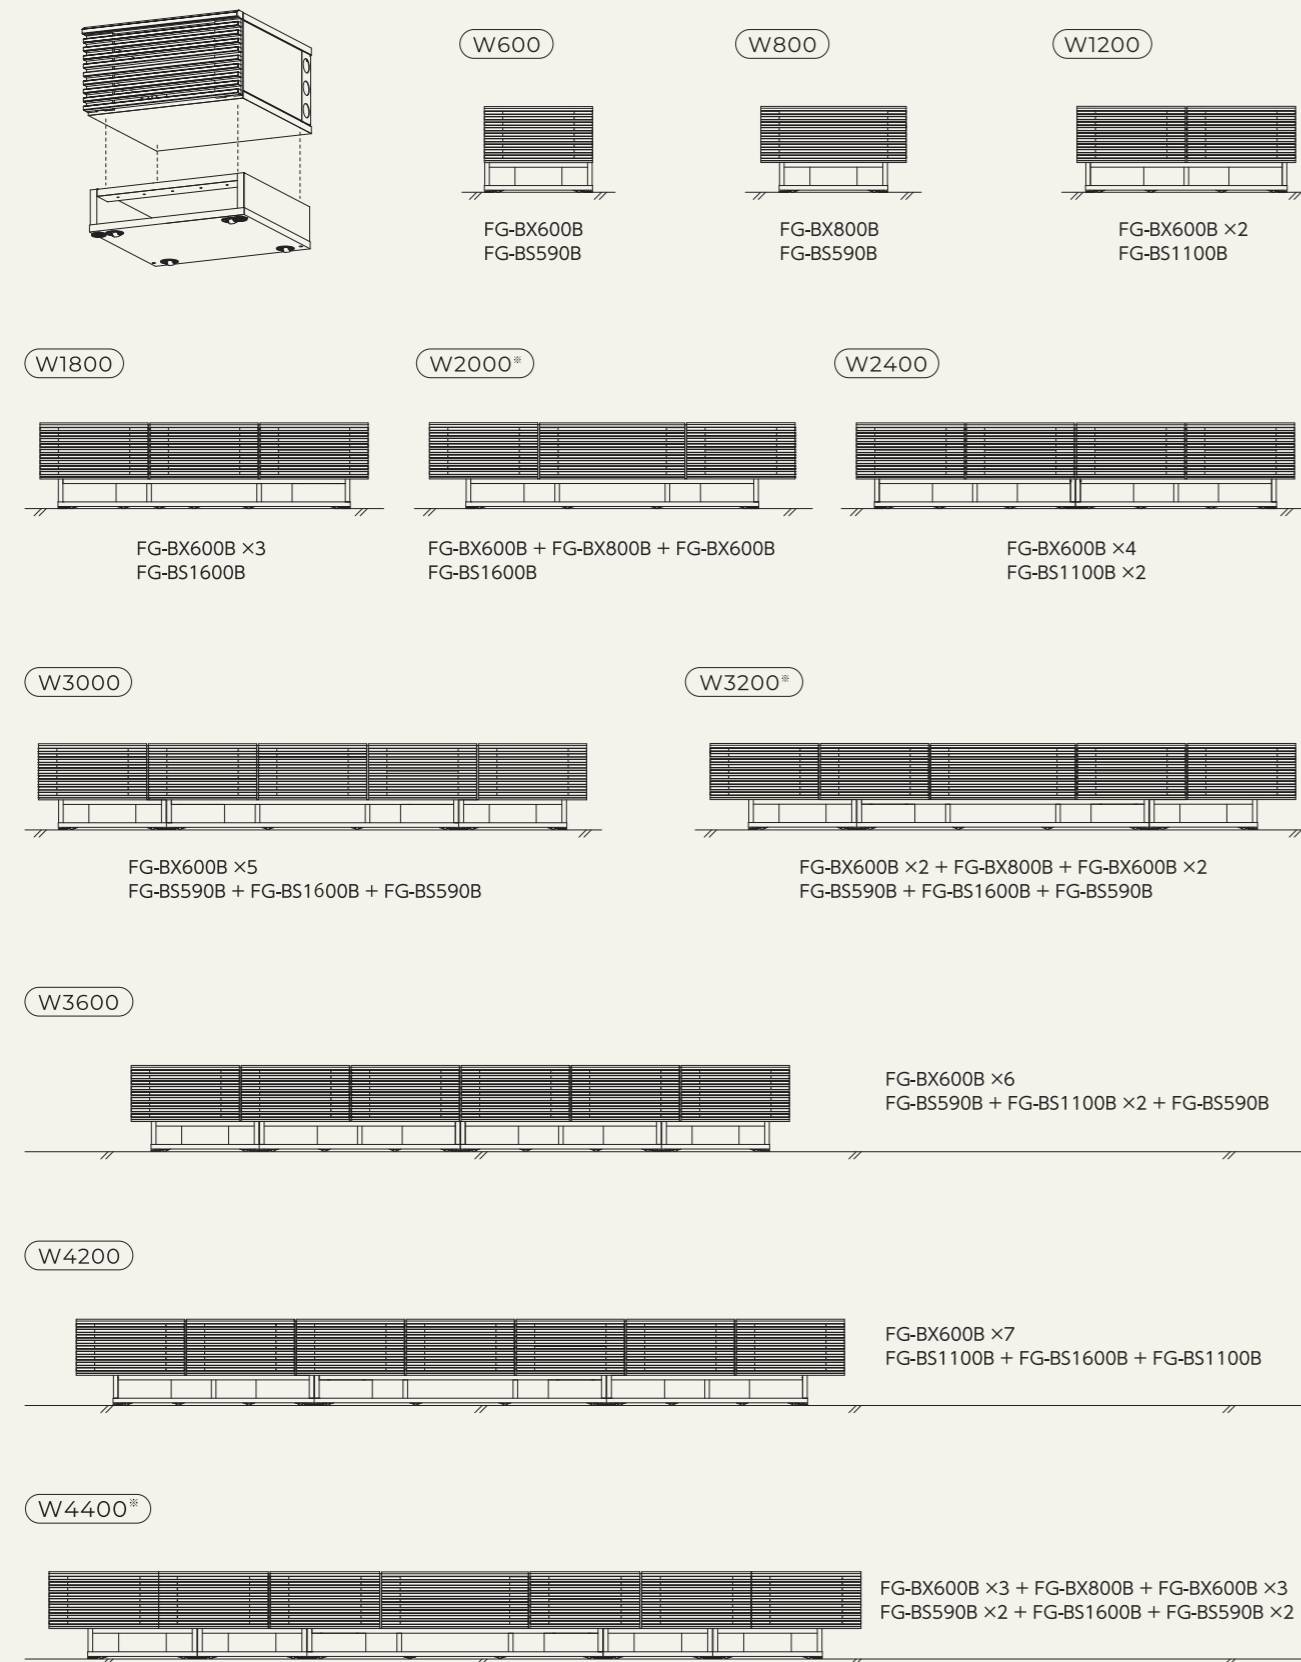 W600
W800
W1200
FG-BX600B
FG-BS590B
FG-BX800B
FG-BS590B
FG-BX600B ×2
FG-BS1100B
W1800
W2000※
W2400
FG-BX600B ×3
FG-BS1600B
FG-BX600B + FG-BX800B + FG-BX600B
FG-BS1600B
FG-BX600B ×4
FG-BS1100B ×2
W3000
W3200※
FG-BX600B ×5
FG-BS590B + FG-BS1600B + FG-BS590B
FG-BX600B ×2 + FG-BX800B + FG-BX600B ×2
FG-BS590B + FG-BS1600B + FG-BS590B
W3600
FG-BX600B ×6
FG-BS590B + FG-BS1100B ×2 + FG-BS590B
W4200
FG-BX600B ×7
FG-BS1100B + FG-BS1600B + FG-BS1100B
W4400※
FG-BX600B ×3 + FG-BX800B + FG-BX600B ×3
FG-BS590B ×2 + FG-BS1600B + FG-BS590B ×2